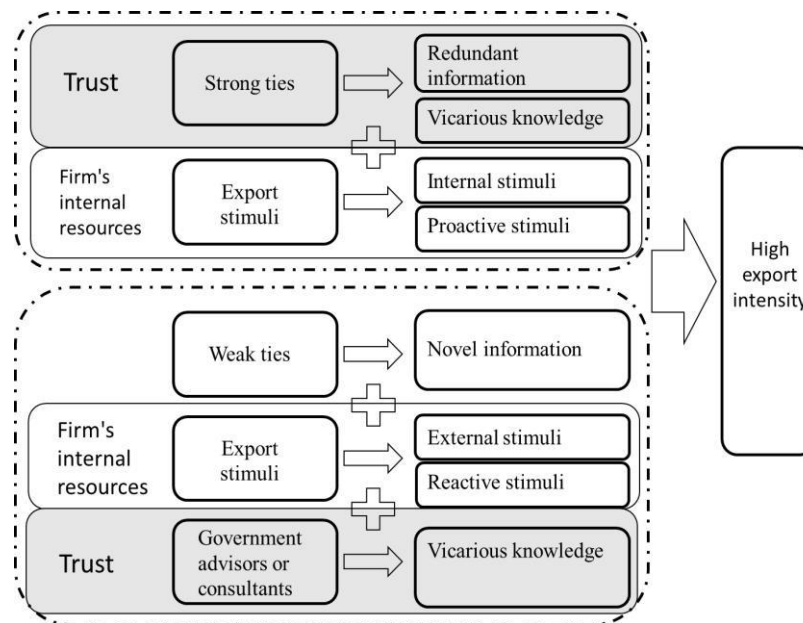 Trust
Strong ties
Redundant
information
Vicarious knowledge
Firm's
internal
resources
Export
stimuli
Internal stimuli
Proactive stimuli
High
export
intensity
Weak ties
Novel information
Firm's
internal
resources
Export
stimuli
External stimuli
Reactive stimuli
Trust
Government
advisors or
consultants
Vicarious knowledge